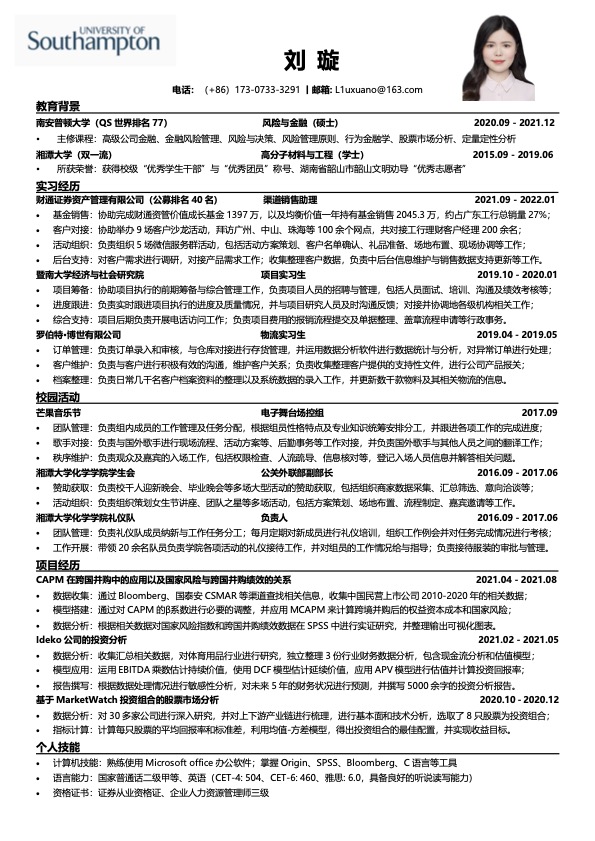 UNIVERSITY OF
Southampton
刘 璇
电话： （+86）173-0733-3291 丨邮箱: L1uxuano@163.com
教育背景
南安普顿大学（QS 世界排名 77） 风险与金融（硕士） 2020.09 - 2021.12
• 主修课程：高级公司金融、金融风险管理、风险与决策、风险管理原则、行为金融学、股票市场分析、定量定性分析
湘潭大学（双一流） 高分子材料与工程（学士） 2015.09 - 2019.06
• 所获荣誉：获得校级“优秀学生干部”与“优秀团员”称号、湖南省韶山市韶山文明劝导“优秀志愿者”
实习经历
财通证券资产管理有限公司（公募排名 40 名） 渠道销售助理 2021.09 - 2022.01
• 基金销售：协助完成财通资管价值成长基金 1397 万，以及均衡价值一年持有基金销售 2045.3 万，约占广东工行总销量 27%；
• 客户对接：协助举办 9 场客户沙龙活动，拜访广州、中山、珠海等 100 余个网点，共对接工行理财客户经理 200 余名；
• 活动组织：负责组织 5 场微信服务群活动，包括活动方案策划、客户名单确认、礼品准备、场地布置、现场协调等工作；
• 后台支持：对客户需求进行调研，对接产品需求工作；收集整理客户数据，负责中后台信息维护与销售数据支持更新等工作。
暨南大学经济与社会研究院 项目实习生 2019.10 - 2020.01
• 项目筹备：协助项目执行的前期筹备与综合管理工作，负责项目人员的招聘与管理，包括人员面试、培训、沟通及绩效考核等；
• 进度跟进：负责实时跟进项目执行的进度及质量情况，并与项目研究人员及时沟通反馈；对接并协调地各级机构相关工作；
• 综合支持：项目后期负责开展电话访问工作；负责项目费用的报销流程提交及单据整理、盖章流程申请等行政事务。
罗伯特•博世有限公司 物流实习生 2019.04 - 2019.05
• 订单管理：负责订单录入和审核，与仓库对接进行存货管理，并运用数据分析软件进行数据统计与分析，对异常订单进行处理；
• 客户维护：负责与客户进行积极有效的沟通，维护客户关系；负责收集整理客户提供的支持性文件，进行公司产品报关；
• 档案整理：负责日常几千名客户档案资料的整理以及系统数据的录入工作，并更新数千款物料及其相关物流的信息。
校园活动
芒果音乐节 电子舞台场控组 2017.09
• 团队管理：负责组内成员的工作管理及任务分配，根据组员性格特点及专业知识统筹安排分工，并跟进各项工作的完成进度；
• 歌手对接：负责与国外歌手进行现场流程、活动方案等、后勤事务等工作对接，并负责国外歌手与其他人员之间的翻译工作；
• 秩序维护：负责观众及嘉宾的入场工作，包括权限检查、人流疏导、信息核对等，登记入场人员信息并解答相关问题。
湘潭大学化学学院学生会 公关外联部副部长 2016.09 - 2017.06
• 赞助获取：负责校千人迎新晚会、毕业晚会等多场大型活动的赞助获取，包括组织商家数据采集、汇总筛选、意向洽谈等；
• 活动组织：负责组织策划女生节讲座、团队之星等多场活动，包括方案策划、场地布置、流程制定、嘉宾邀请等工作。
湘潭大学化学学院礼仪队 负责人 2016.09 - 2017.06
• 团队管理：负责礼仪队成员纳新与工作任务分工；每月定期对新成员进行礼仪培训，组织工作例会并对任务完成情况进行考核；
• 工作开展：带领 20 余名队员负责学院各项活动的礼仪接待工作，并对组员的工作情况给与指导；负责接待服装的审批与管理。
项目经历
CAPM 在跨国并购中的应用以及国家风险与跨国并购绩效的关系 2021.04 - 2021.08
• 数据收集：通过 Bloomberg、国泰安 CSMAR 等渠道查找相关信息，收集中国民营上市公司 2010-2020 年的相关数据；
• 模型搭建：通过对 CAPM 的β系数进行必要的调整，并应用 MCAPM 来计算跨境并购后的权益资本成本和国家风险；
• 数据分析：根据相关数据对国家风险指数和跨国并购绩效数据在 SPSS 中进行实证研究，并整理输出可视化图表。
Ideko 公司的投资分析 2021.02 - 2021.05
• 数据分析：收集汇总相关数据，对体育用品行业进行研究，独立整理 3 份行业财务数据分析，包含现金流分析和估值模型；
• 模型应用：运用 EBITDA 乘数估计持续价值，使用 DCF 模型估计延续价值，应用 APV 模型进行估值并计算投资回报率；
• 报告撰写：根据数据处理情况进行敏感性分析，对未来 5 年的财务状况进行预测，并撰写 5000 余字的投资分析报告。
基于 MarketWatch 投资组合的股票市场分析 2020.10 - 2020.12
• 数据分析：对 30 多家公司进行深入研究，并对上下游产业链进行梳理，进行基本面和技术分析，选取了 8 只股票为投资组合；
• 指标计算：计算每只股票的平均回报率和标准差，利用均值-方差模型，得出投资组合的最佳配置，并实现收益目标。
个人技能
• 计算机技能：熟练使用 Microsoft office 办公软件；掌握 Origin、SPSS、Bloomberg、C 语言等工具
• 语言能力：国家普通话二级甲等、英语（CET-4: 504、CET-6: 460、雅思: 6.0，具备良好的听说读写能力）
• 资格证书：证券从业资格证、企业人力资源管理师三级